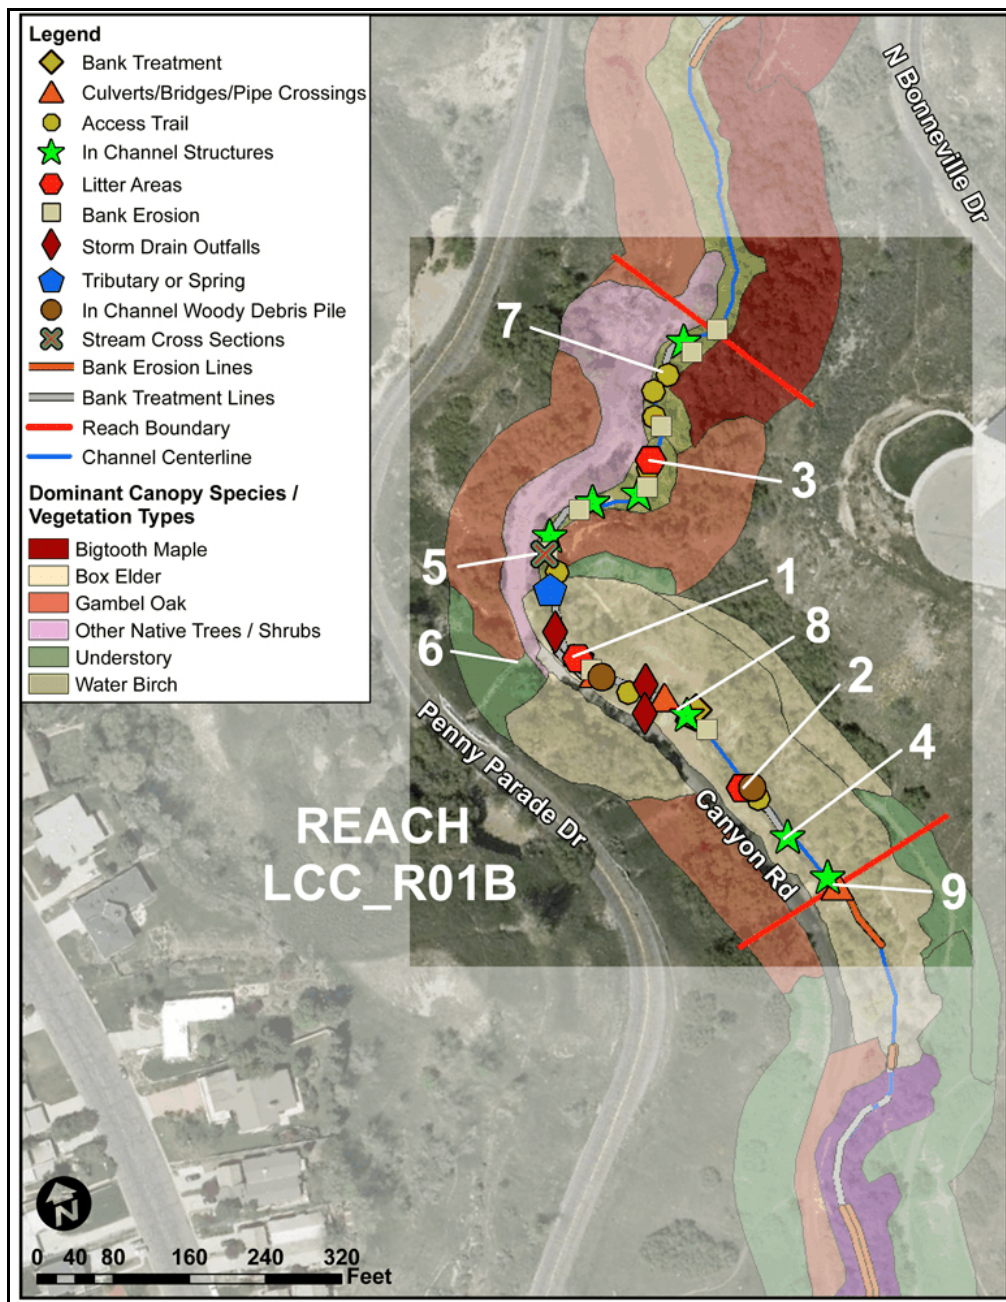 Legend
Bank Treatment
Culverts/Bridges/Pipe Crossings
Access Trail
In Channel Structures
Litter Areas
Bank Erosion
Storm Drain Outfalls
Tributary or Spring
In Channel Woody Debris Pile
Stream Cross Sections
Bank Erosion Lines
Bank Treatment Lines
Reach Boundary
Channel Centerline
Dominant Canopy Species /
Vegetation Types
Bigtooth Maple
Box Elder
Gambel Oak
Other Native Trees / Shrubs
Understory
Water Birch
N Bonneville Dr
7
3
5
1
8
6
2
4
Penny Parade Dr
Canyon Rd
REACH
LCC_R01B
9
N
0 40 80 160 240 320
Feet